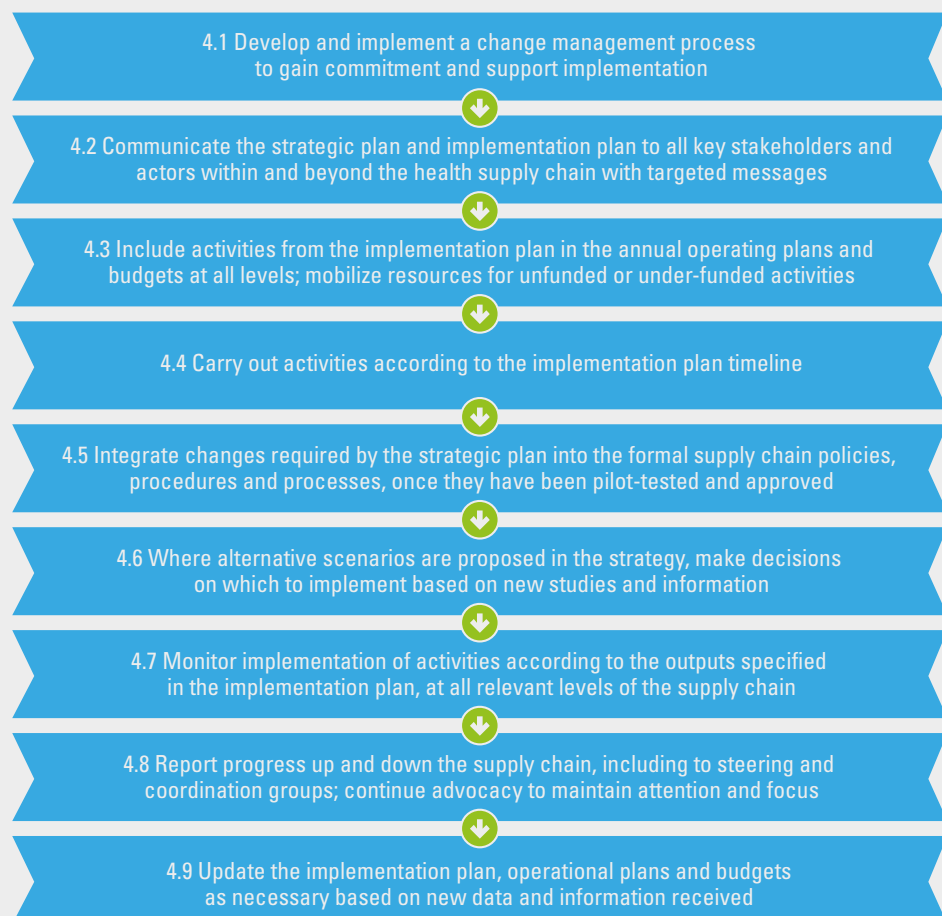 4.1 Develop and implement a change management process
to gain commitment and support implementation
4.2 Communicate the strategic plan and implementation plan to all key stakeholders and
actors within and beyond the health supply chain with targeted messages
4.3 Include activities from the implementation plan in the annual operating plans and
budgets at all levels; mobilize resources for unfunded or under-funded activities
4.4 Carry out activities according to the implementation plan timeline
4.5 Integrate changes required by the strategic plan into the formal supply chain policies,
procedures and processes, once they have been pilot-tested and approved
4.6 Where alternative scenarios are proposed in the strategy, make decisions
on which to implement based on new studies and information
4.7 Monitor implementation of activities according to the outputs specified
in the implementation plan, at all relevant levels of the supply chain
4.8 Report progress up and down the supply chain, including to steering and
coordination groups; continue advocacy to maintain attention and focus
4.9 Update the implementation plan, operational plans and budgets
as necessary based on new data and information received